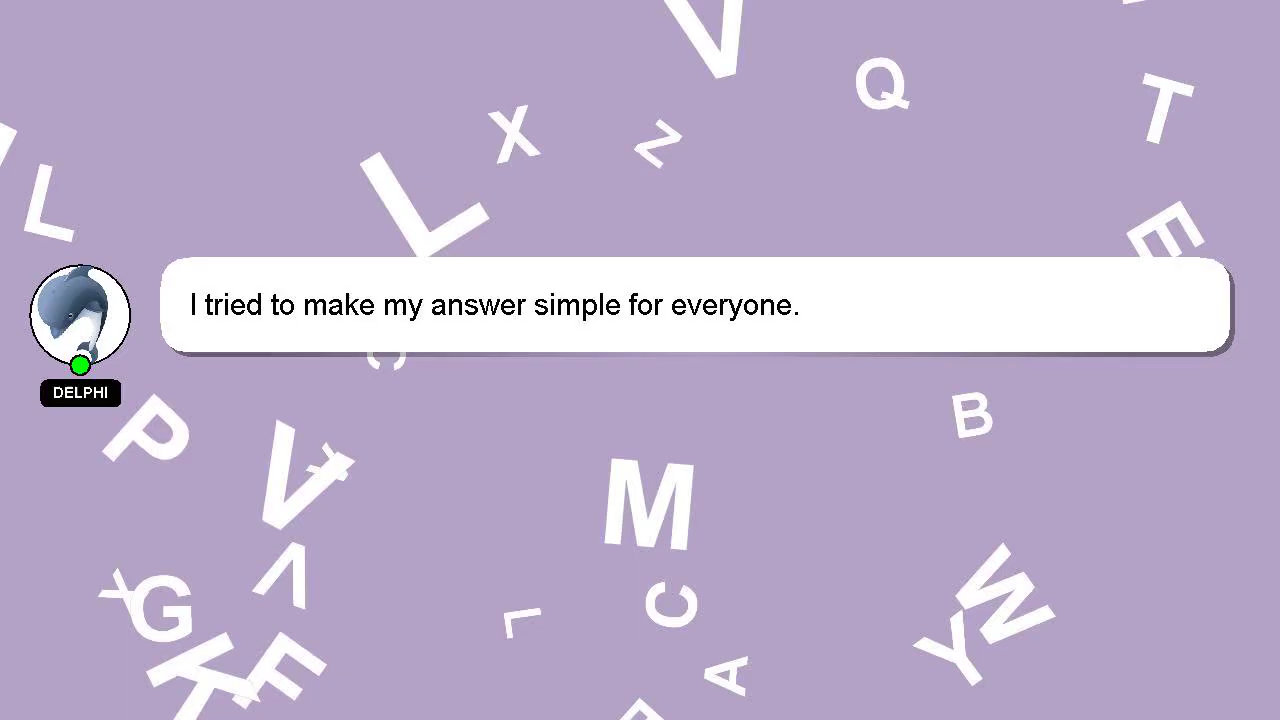 V
Q
T
X
Z
L
L
E
I tried to make my answer simple for everyone.
C
DELPHI
B
P
V
M
V
W
X
G
C
L
Y
K
F
A